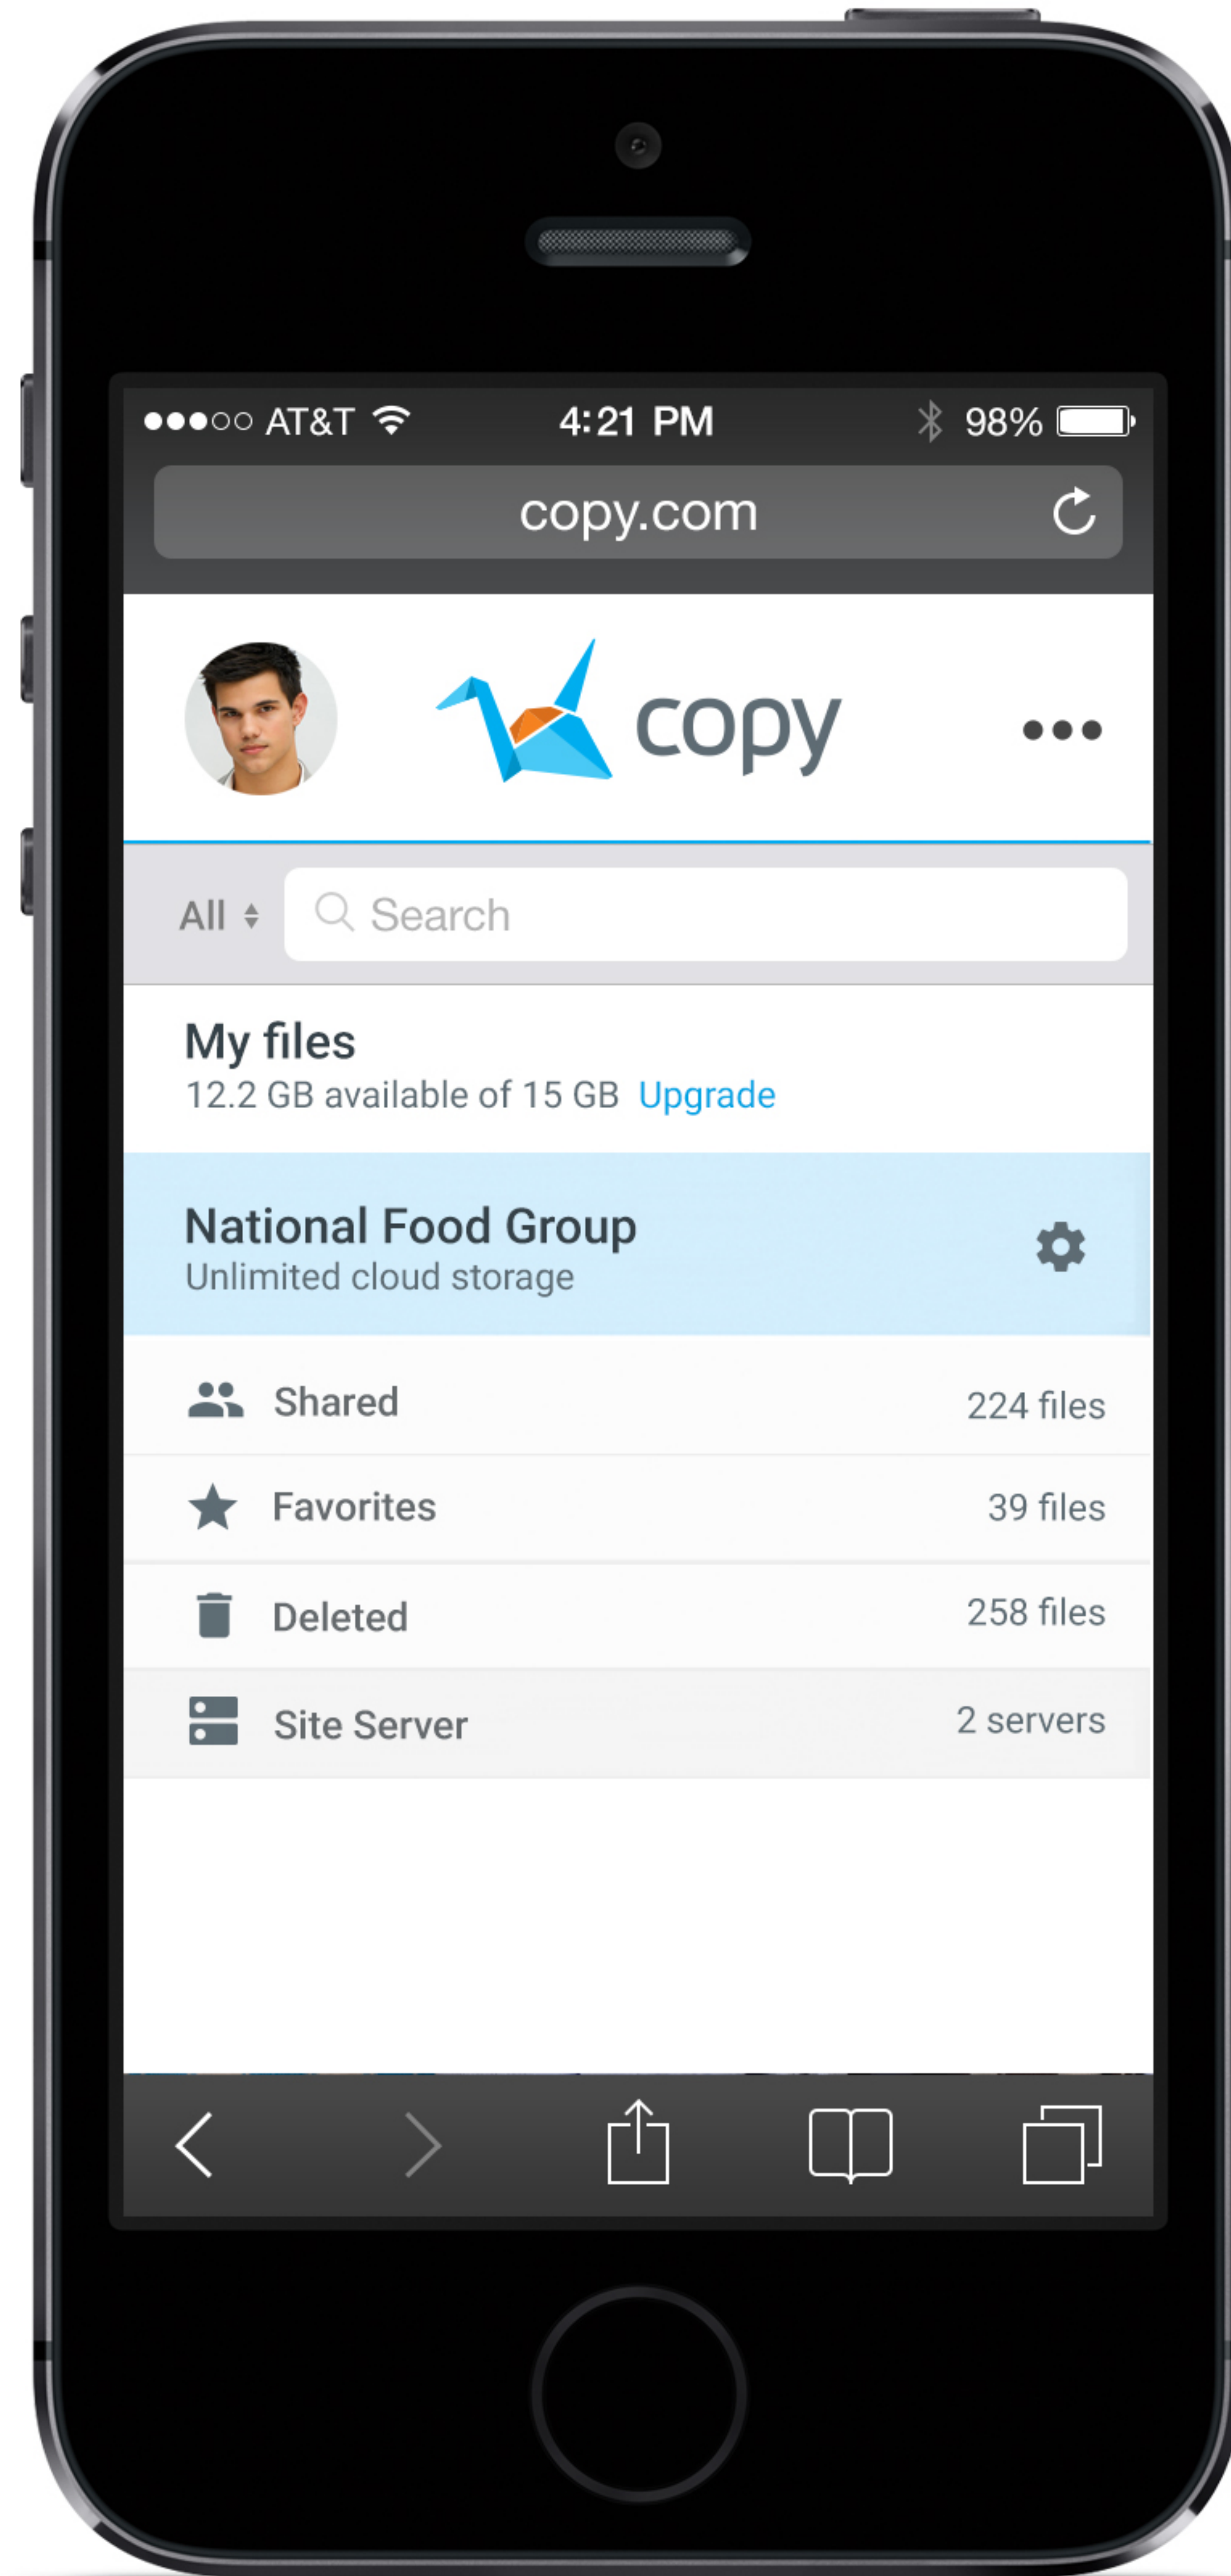 AT&T 4:21 PM 98%
copy.com
copy
All Search
My files
12.2 GB available of 15 GB Upgrade
National Food Group
Unlimited cloud storage
Shared 224 files
Favorites 39 files
Deleted 258 files
Site Server 2 servers